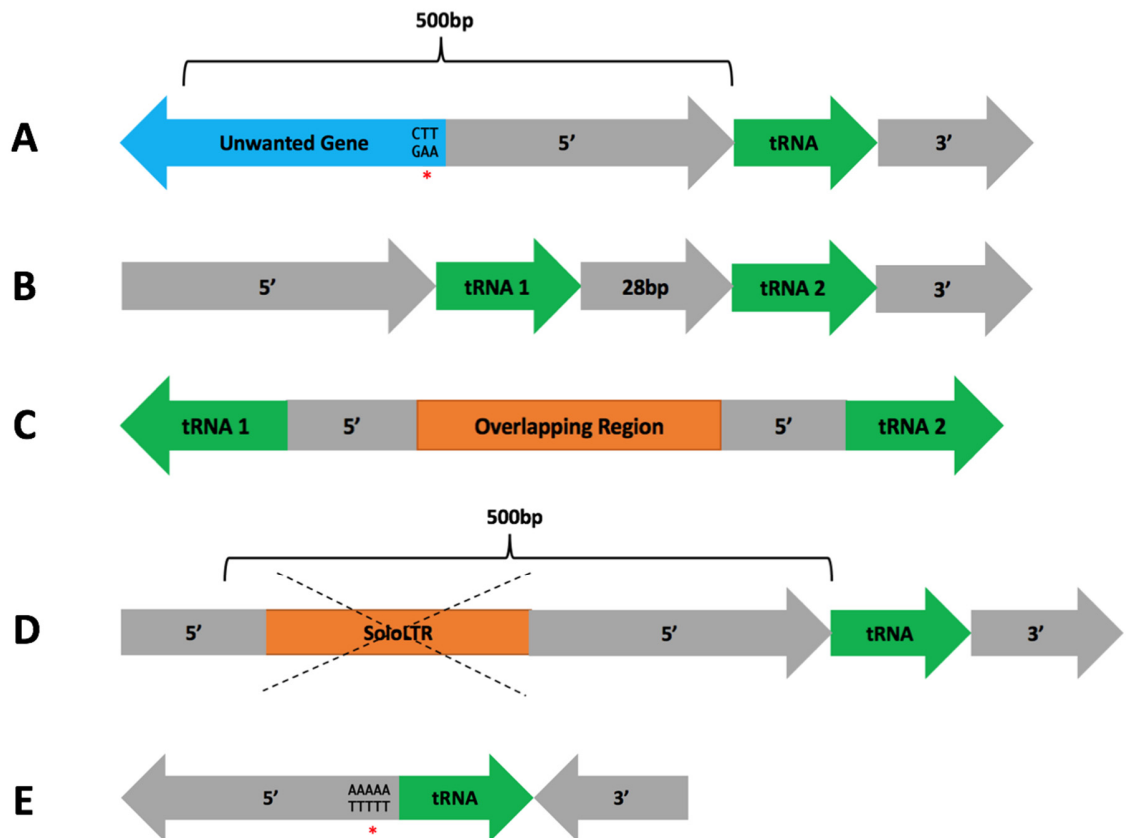 500bp
A
Unwanted Gene
CTT
GAA
*
5’
tRNA
3’
B
5’
tRNA 1
28bp
tRNA 2
3’
C
tRNA 1
5’
Overlapping Region
5’
tRNA 2
500bp
D
5’
SoloLTR
5’
tRNA
3’
E
5’
AAAAA
TTTTT
*
tRNA
3’